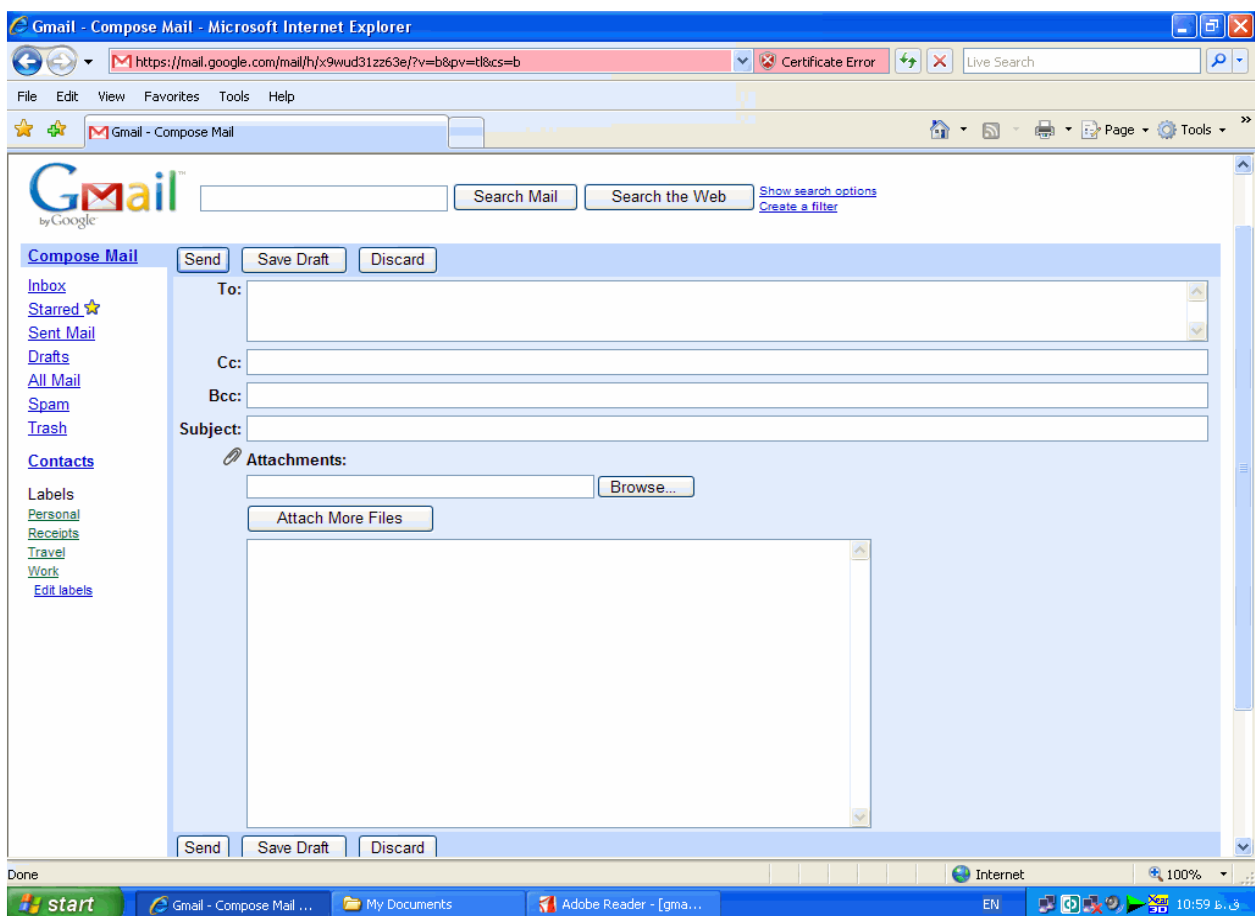 Gmail - Compose Mail - Microsoft Internet Explorer
https://mail.google.com/mail/h/x9wud31zz63e/?v=b&pv=tl&cs=b
Certificate Error
Live Search
File Edit View Favorites Tools Help
Gmail - Compose Mail
Page
Tools
Gmail™
by Google
Search Mail
Search the Web
Show search options
Create a filter
Compose Mail
Send
Save Draft
Discard
Inbox
Starred
Sent Mail
Drafts
All Mail
Spam
Trash
Contacts
Labels
Personal
Receipts
Travel
Work
Edit labels
To:
Cc:
Bcc:
Subject:
Attachments:
Browse...
Attach More Files
Send
Save Draft
Discard
Done
Internet
100%
start
Gmail - Compose Mail ...
My Documents
Adobe Reader - [gma...
EN
10:59 ق.ظ